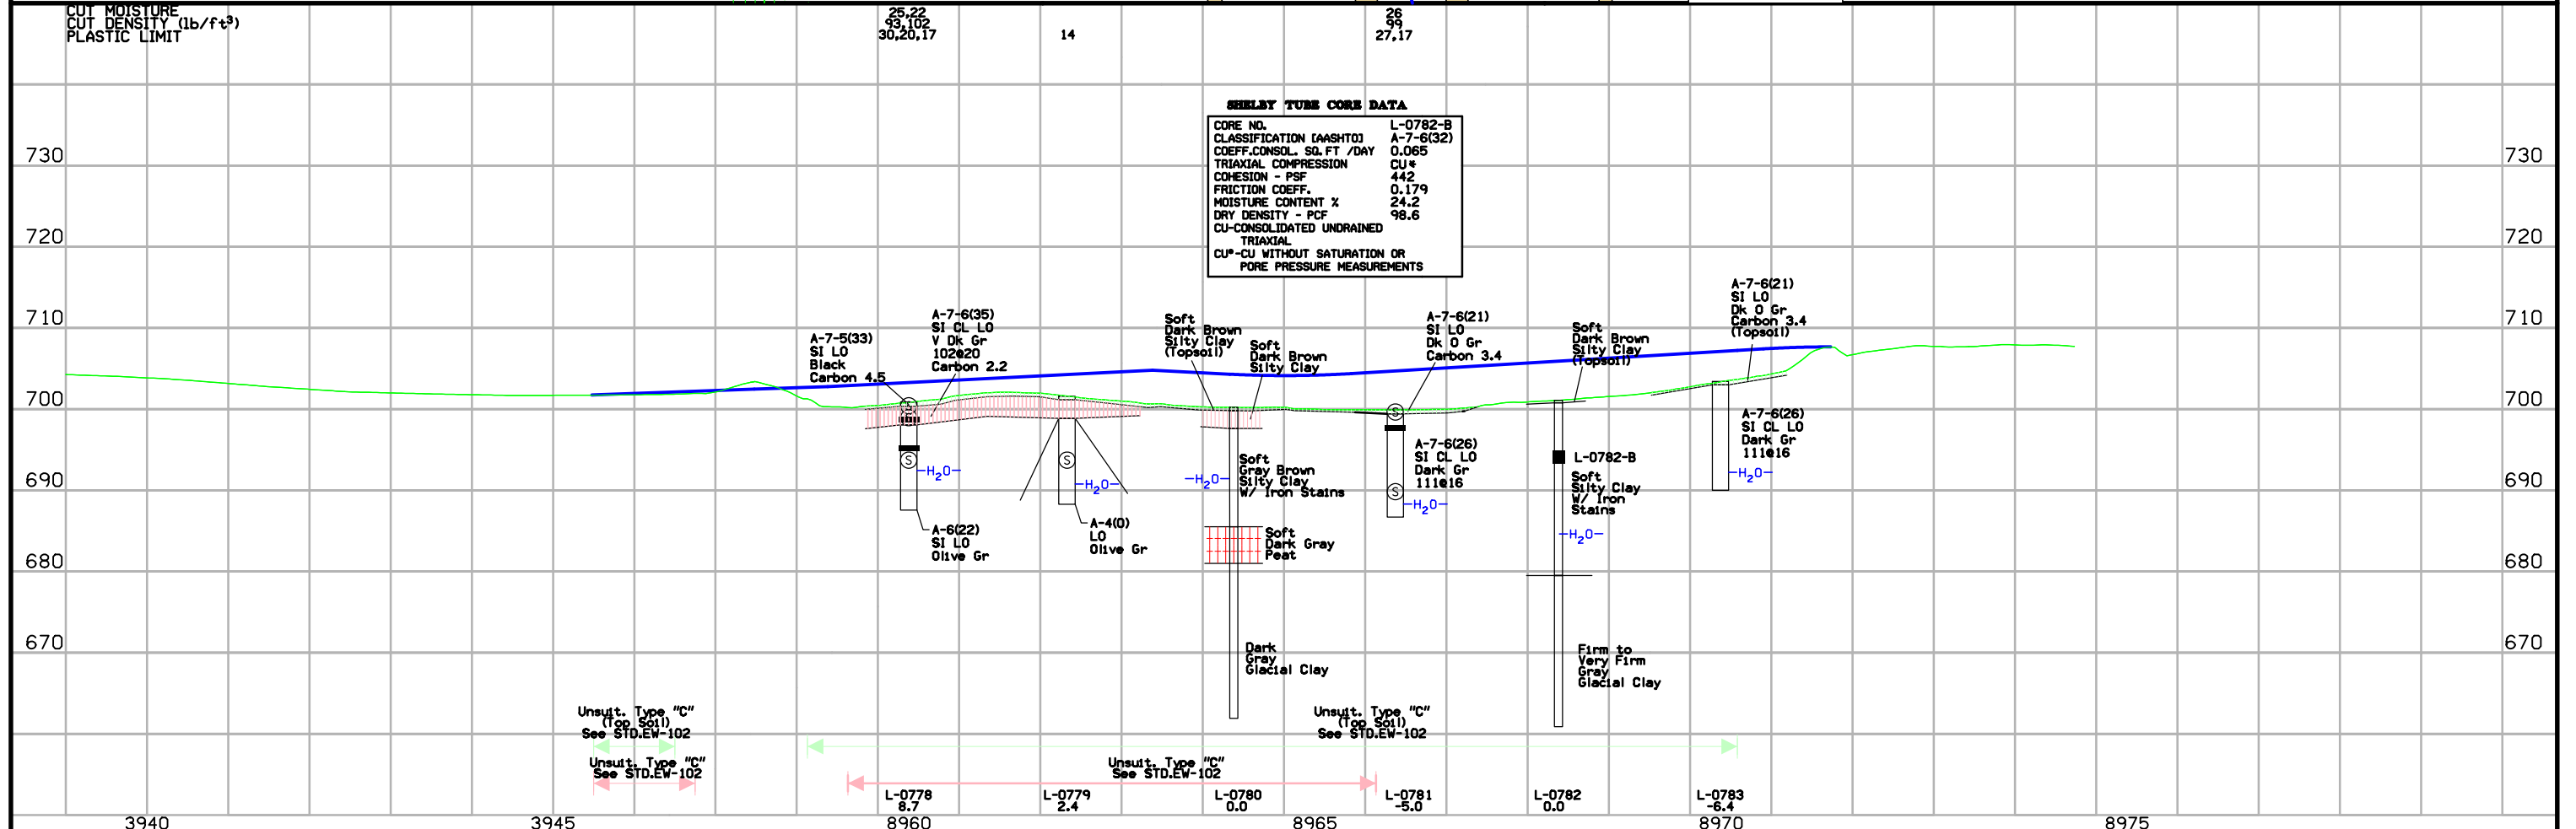 CUT MOISTURE 25,22 26
CUT DENSITY (lb/ft³) 93,102 99
PLASTIC LIMIT 30,20,17 14 27,17
SHELBY TUBE CORE DATA
CORE NO. L-0782-B
CLASSIFICATION [AASHTO] A-7-6(32)
COEFF.CONSOL. SQ.FT /DAY 0.065
TRIAXIAL COMPRESSION CU*
COHESION - PSF 442
FRICTION COEFF. 0.179
MOISTURE CONTENT % 24.2
DRY DENSITY - PCF 98.6
CU-CONSOLIDATED UNDRAINED
TRIAXIAL
CU*-CU WITHOUT SATURATION OR
PORE PRESSURE MEASUREMENTS
730 730
720 720
710 710
700 700
690 690
680 680
670 670
A-7-5(33)
SI LO
Black
Carbon 4.5
A-7-6(35)
SI CL LO
V Dk Gr
102@20
Carbon 2.2
Soft
Dark Brown
Silty Clay
(Topsoil)
Soft
Dark Brown
Silty Clay
A-7-6(21)
SI LO
Dk O Gr
Carbon 3.4
Soft
Dark Brown
Silty Clay
(Topsoil)
A-7-6(21)
SI LO
Dk O Gr
Carbon 3.4
(Topsoil)
S
S
H₂O
A-6(22)
SI LO
Olive Gr
S
H₂O
A-4(0)
LO
Olive Gr
H₂O
Soft
Gray Brown
Silty Clay
W/ Iron Stains
Soft
Dark Gray
Peat
Dark
Gray
Glacial Clay
S
A-7-6(26)
SI CL LO
Dark Gr
111@16
S
H₂O
L-0782-B
Soft
Silty Clay
W/ Iron
Stains
H₂O
Firm to
Very Firm
Gray
Glacial Clay
A-7-6(26)
SI CL LO
Dark Gr
111@16
H₂O
Unsuit. Type "C"
(Top Soil)
See STD.EW-102
Unsuit. Type "C"
See STD.EW-102
Unsuit. Type "C"
(Top Soil)
See STD.EW-102
Unsuit. Type "C"
See STD.EW-102
L-0778 L-0779 L-0780 L-0781 L-0782 L-0783
8.7 2.4 0.0 -5.0 0.0 -6.4
3940 3945 8960 8965 8970 8975